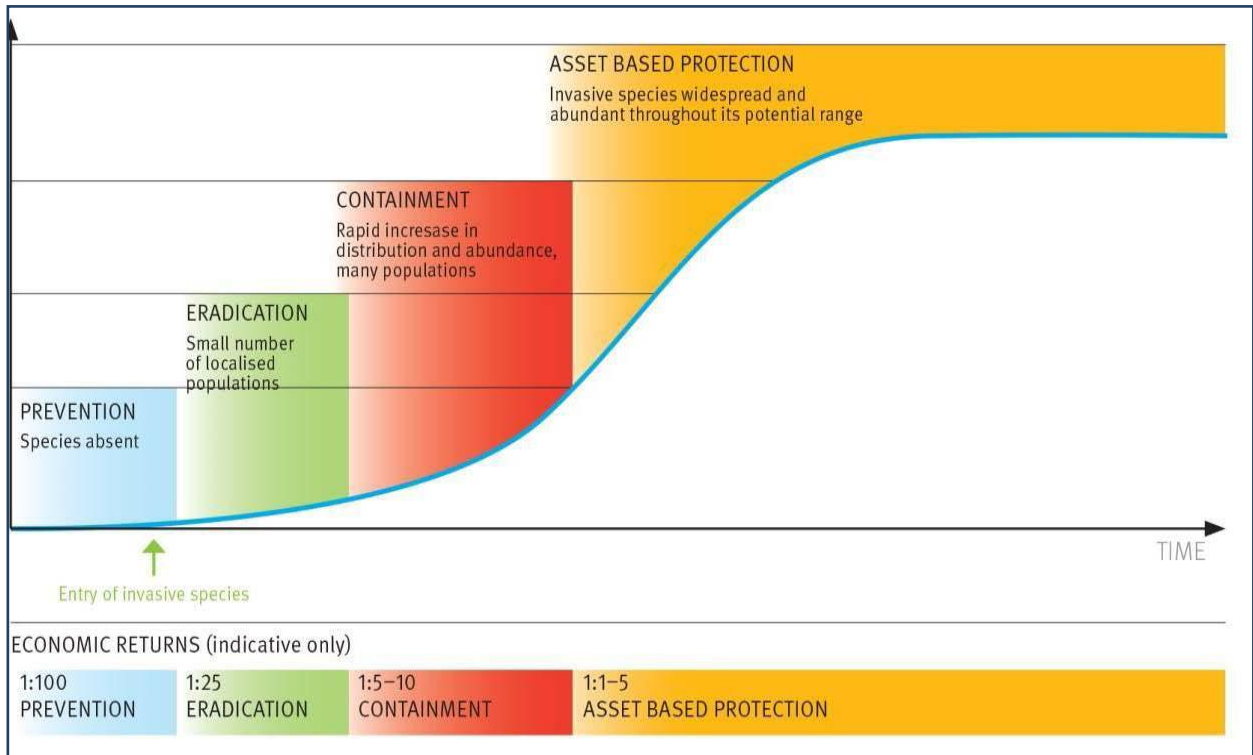 ASSET BASED PROTECTION
Invasive species widespread and
abundant throughout its potential range
CONTAINMENT
Rapid incresase in
distribution and abundance,
many populations
ERADICATION
Small number
of localised
populations
PREVENTION
Species absent
TIME
Entry of invasive species
ECONOMIC RETURNS (indicative only)
1:100
PREVENTION
1:25
ERADICATION
1:5–10
CONTAINMENT
1:1–5
ASSET BASED PROTECTION